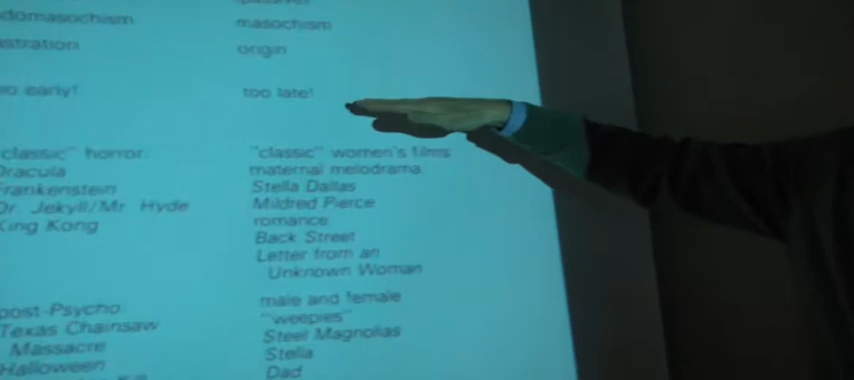 domasochism
masochism
origin
early!
too late!
"classic" horror:
Dracula
Frankenstein
Dr. Jekyll/Mr. Hyde
King Kong
"classic" women's films
maternal melodrama
Stella Dallas
Mildred Pierce
romance
Back Street
Letter from an
Unknown Woman
post-Psycho
Texas Chainsaw
Massacre
Halloween
male and female
"weepies"
Steel Magnolias
Stella
Dad